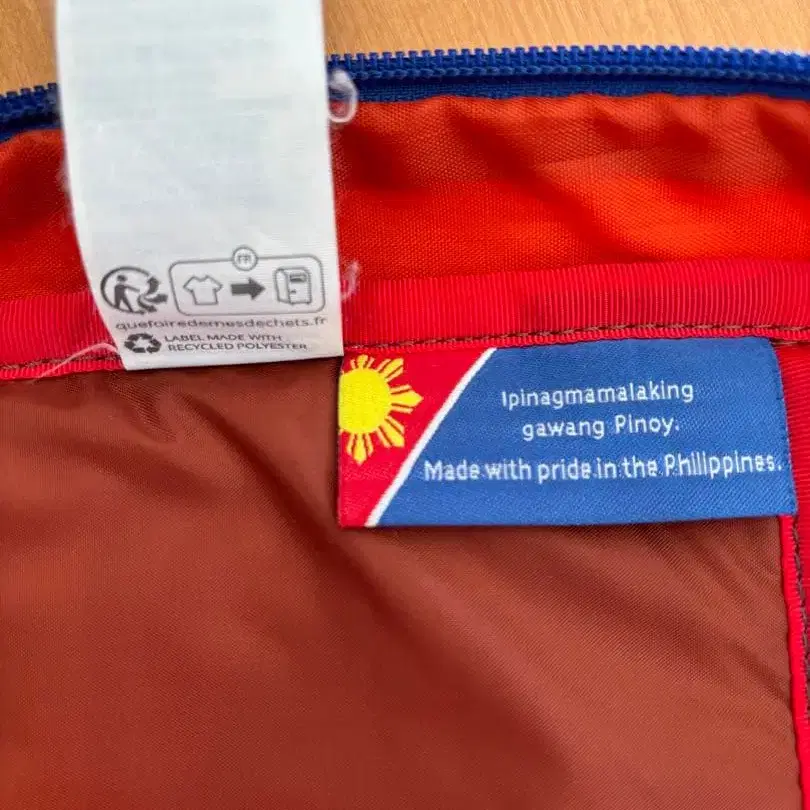 FR
quefairedemesdechets.fr
LABEL MADE WITH
RECYCLED POLYESTER
Ipinagmamalaking
gawang Pinoy.
Made with pride in the Philippines.